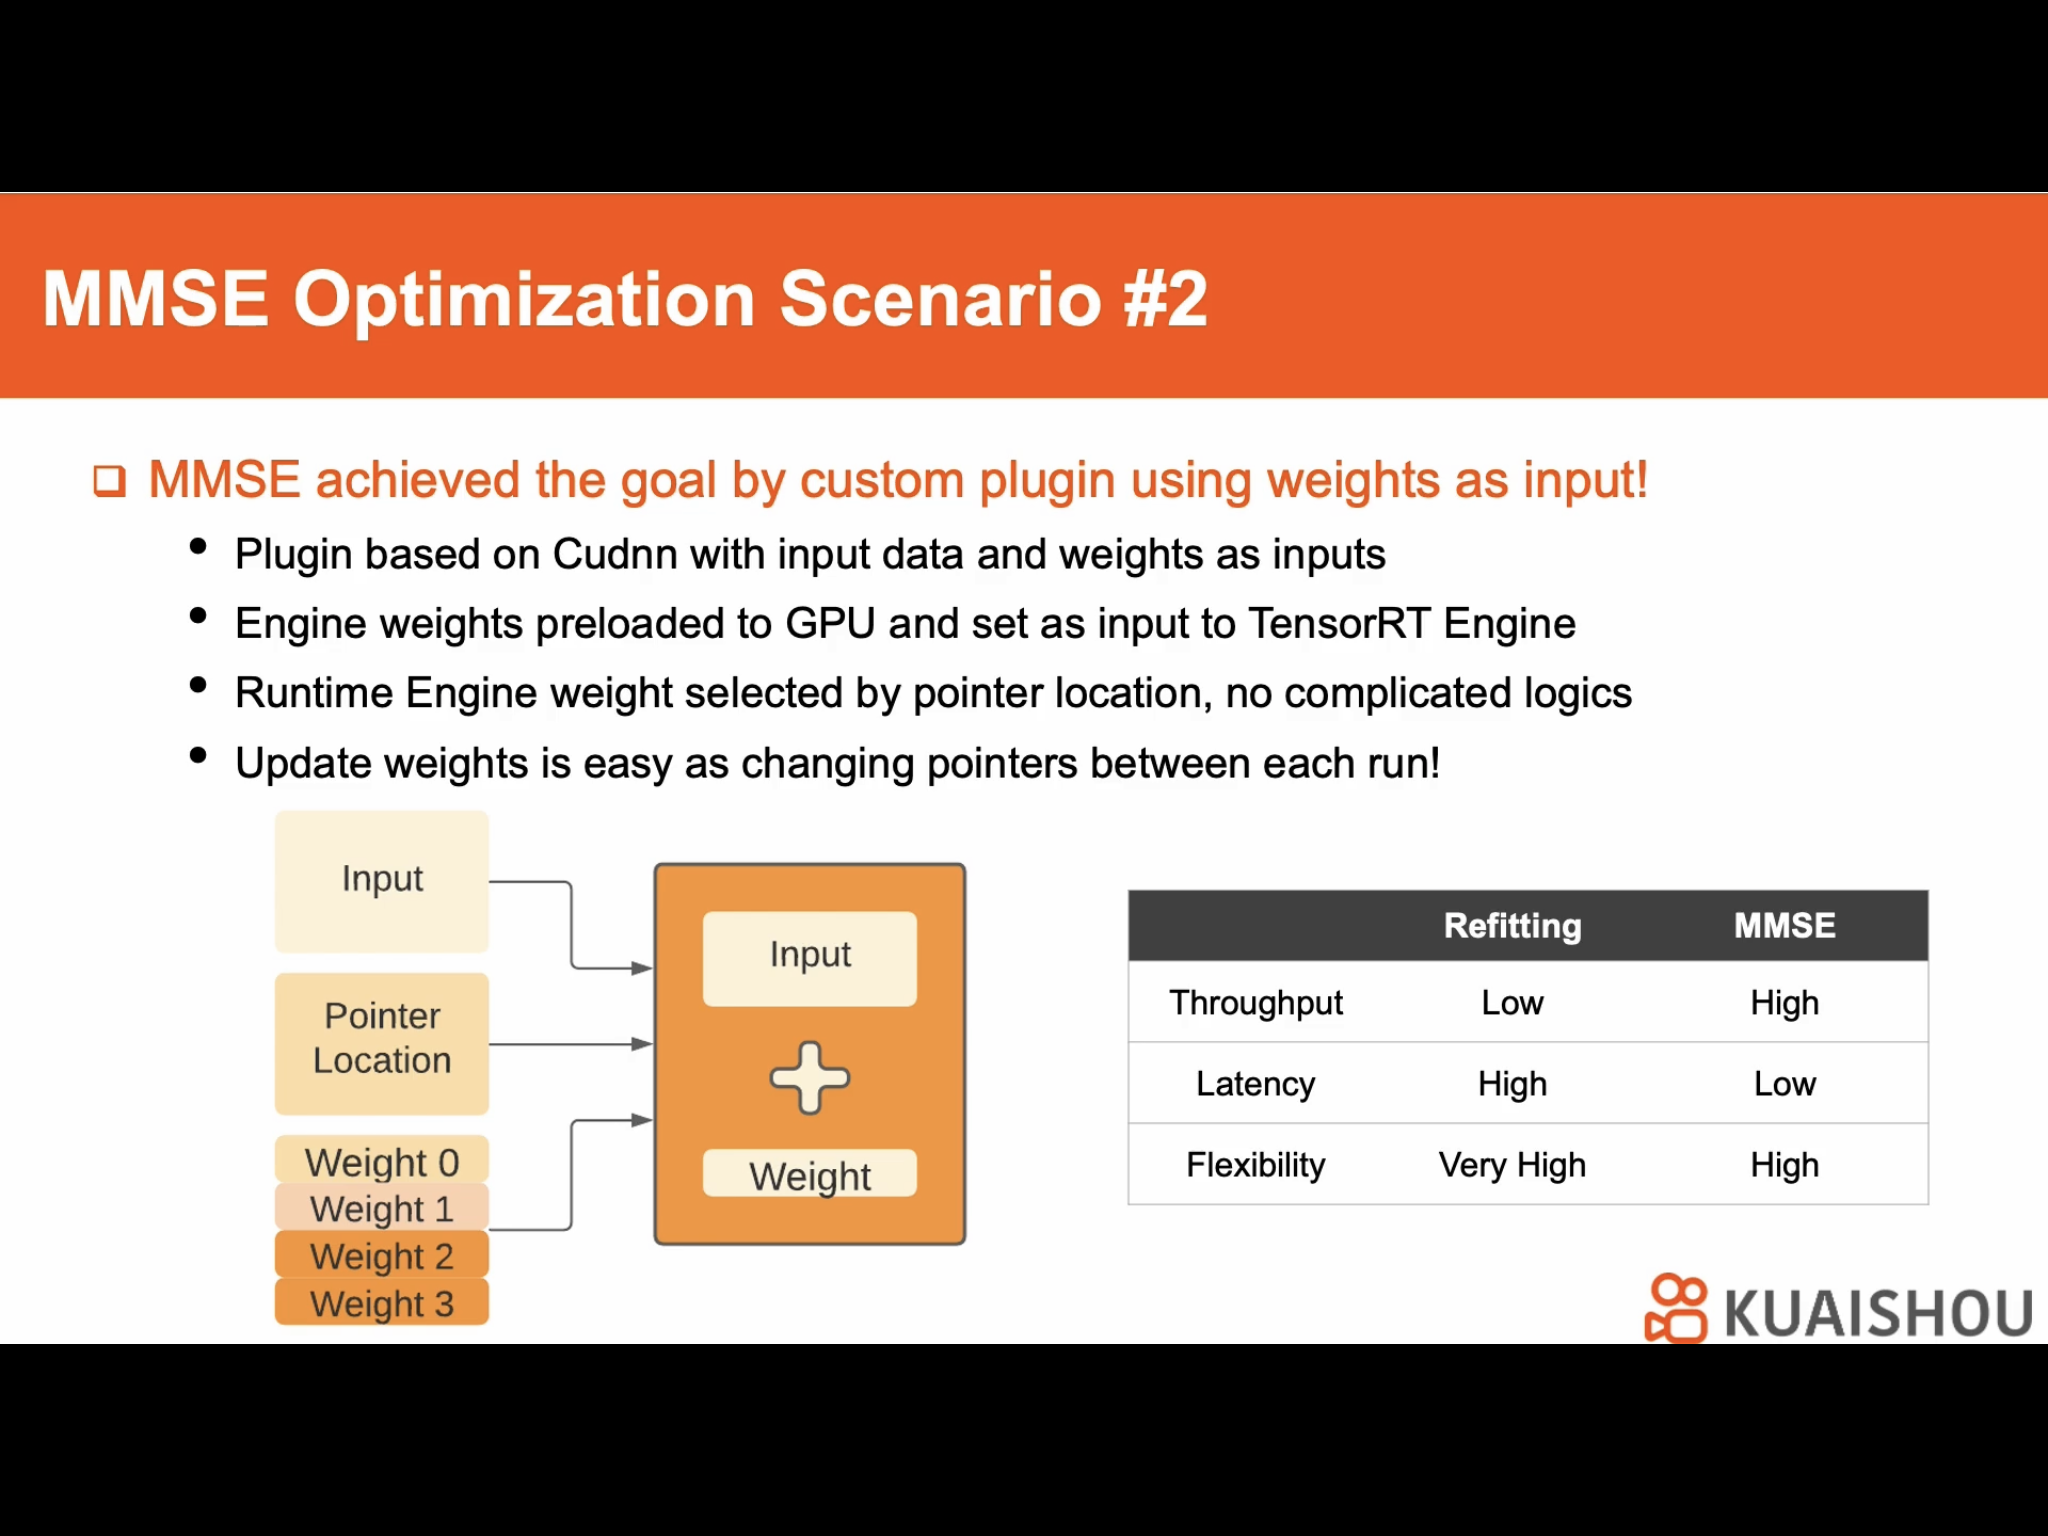 MMSE Optimization Scenario #2
MMSE achieved the goal by custom plugin using weights as input!
Plugin based on Cudnn with input data and weights as inputs
Engine weights preloaded to GPU and set as input to TensorRT Engine
Runtime Engine weight selected by pointer location, no complicated logics
Update weights is easy as changing pointers between each run!
Input
Pointer
Location
Weight 0
Weight 1
Weight 2
Weight 3
Input
Weight
Refitting MMSE
Throughput Low High
Latency High Low
Flexibility Very High High
KUAISHOU